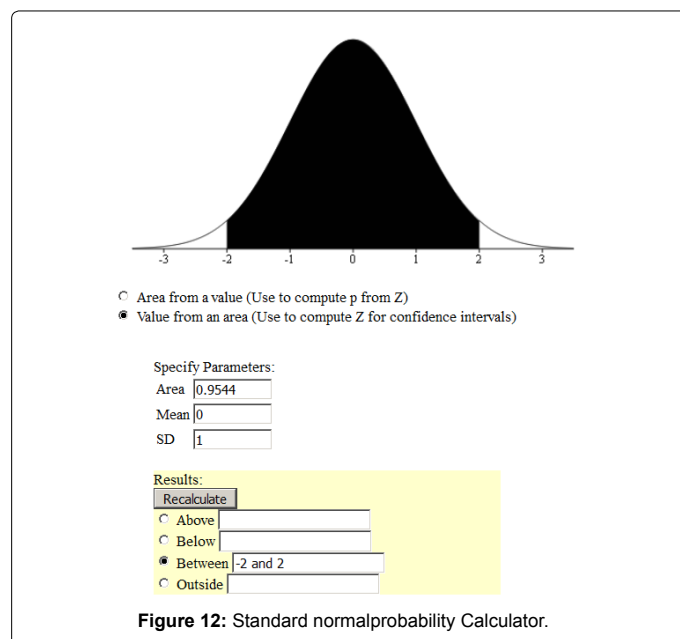 -3 -2 -1 0 1 2 3
Area from a value (Use to compute p from Z)
Value from an area (Use to compute Z for confidence intervals)
Specify Parameters:
Area 0.9544
Mean 0
SD 1
Results:
Recalculate
Above
Below
Between -2 and 2
Outside
Figure 12: Standard normalprobability Calculator.